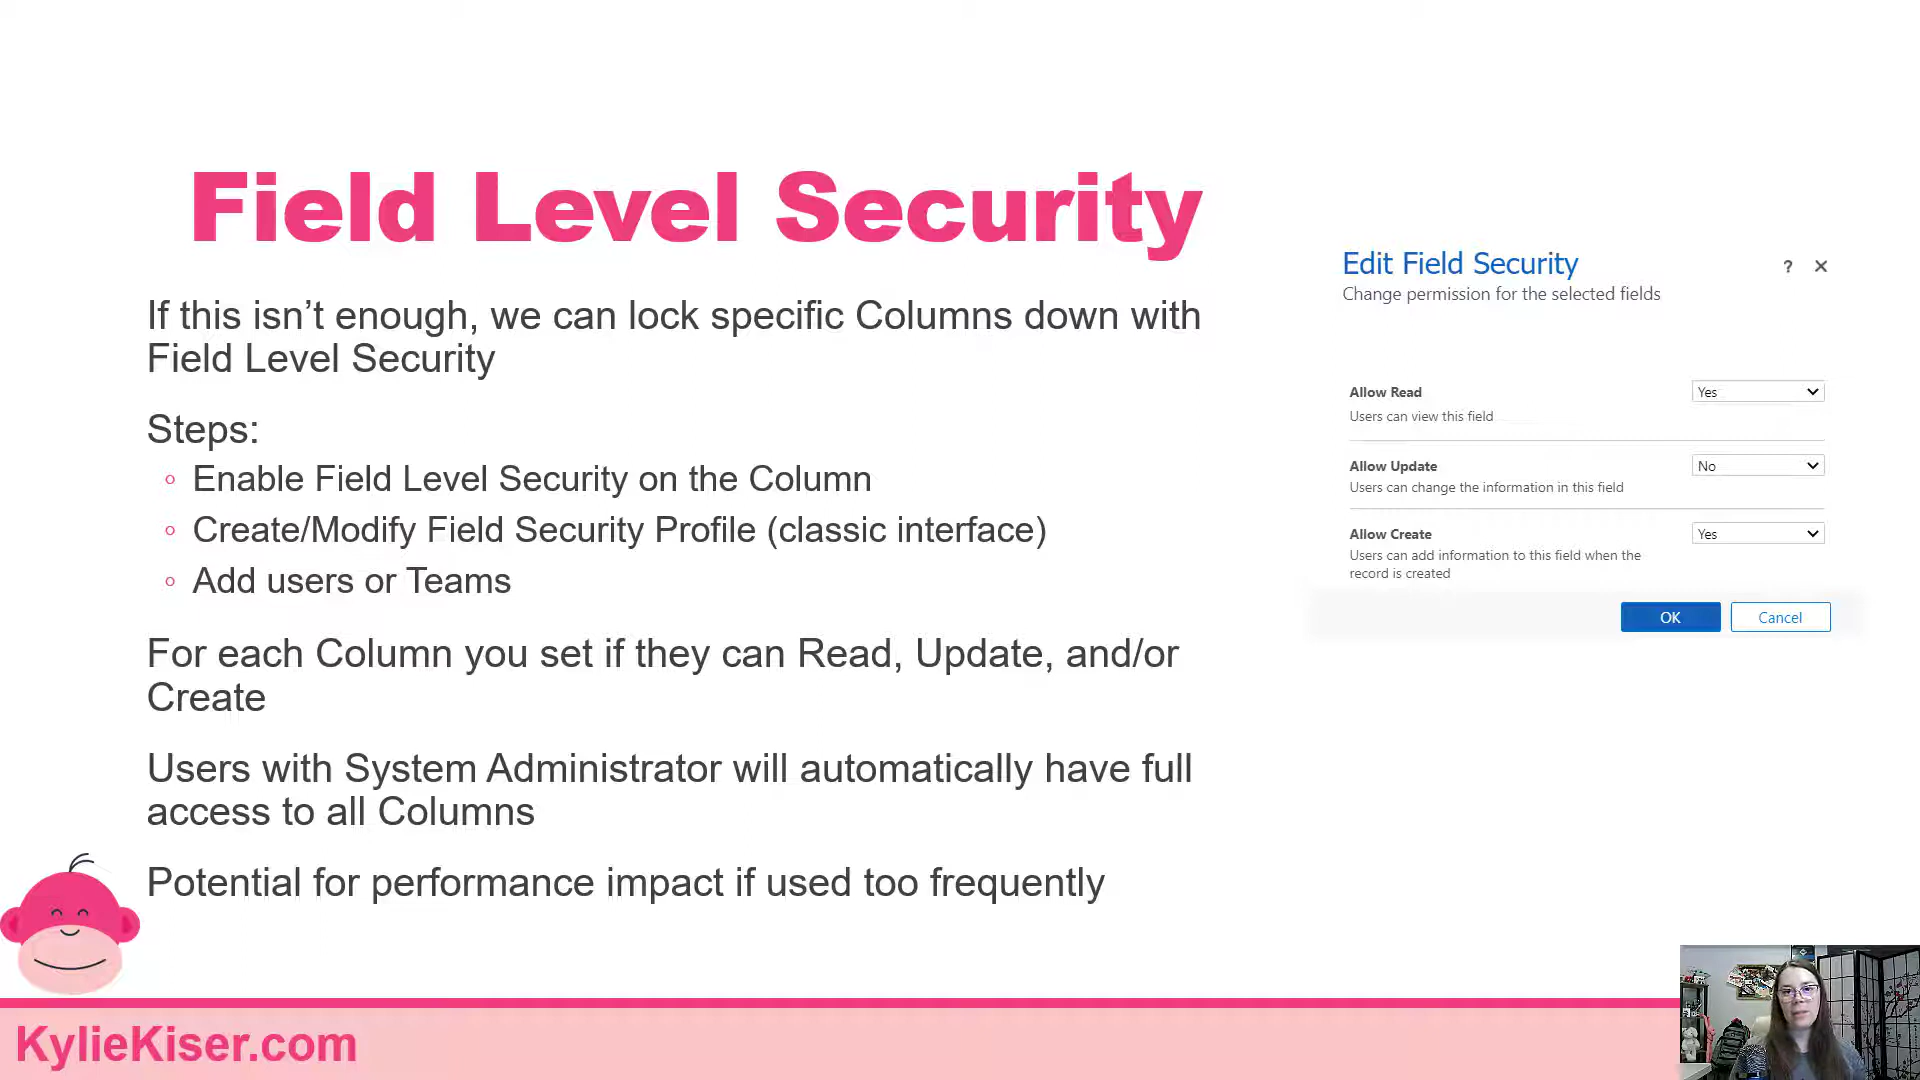 Field Level Security
If this isn’t enough, we can lock specific Columns down with
Field Level Security
Steps:
Enable Field Level Security on the Column
Create/Modify Field Security Profile (classic interface)
Add users or Teams
For each Column you set if they can Read, Update, and/or
Create
Users with System Administrator will automatically have full
access to all Columns
Potential for performance impact if used too frequently
Edit Field Security
? ✕
Change permission for the selected fields
Allow Read
Yes
Users can view this field
Allow Update
No
Users can change the information in this field
Allow Create
Yes
Users can add information to this field when the
record is created
OK
Cancel
KylieKiser.com